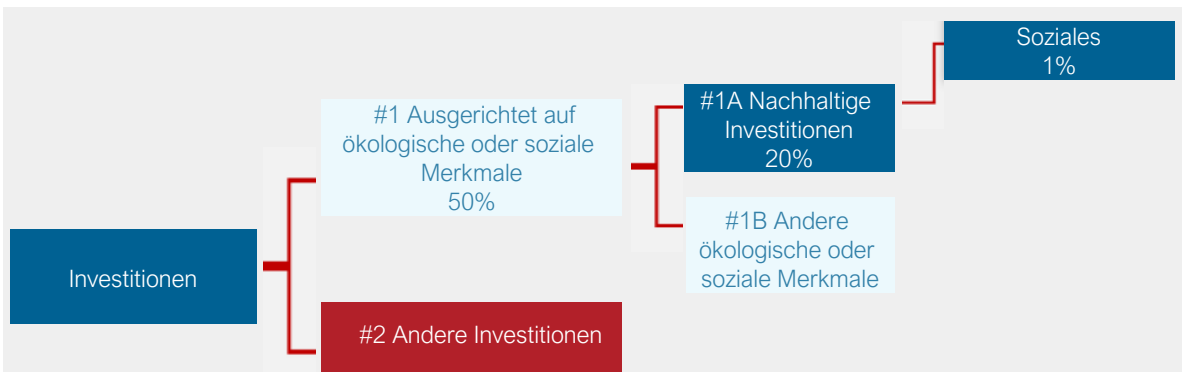 Soziales
1%
#1A Nachhaltige
Investitionen
20%
#1 Ausgerichtet auf
ökologische oder soziale
Merkmale
50%
#1B Andere
ökologische oder
soziale Merkmale
Investitionen
#2 Andere Investitionen